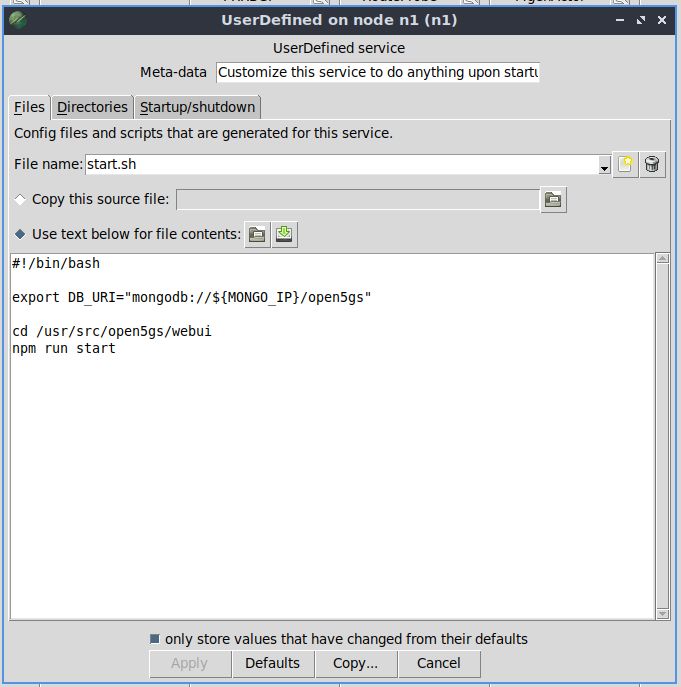 UserDefined on node n1 (n1)
UserDefined service
Meta-data Customize this service to do anything upon startu
Files Directories Startup/shutdown
Config files and scripts that are generated for this service.
File name: start.sh
Copy this source file:
Use text below for file contents:
#!/bin/bash
export DB_URI="mongodb://${MONGO_IP}/open5gs"
cd /usr/src/open5gs/webui
npm run start
only store values that have changed from their defaults
Apply Defaults Copy... Cancel